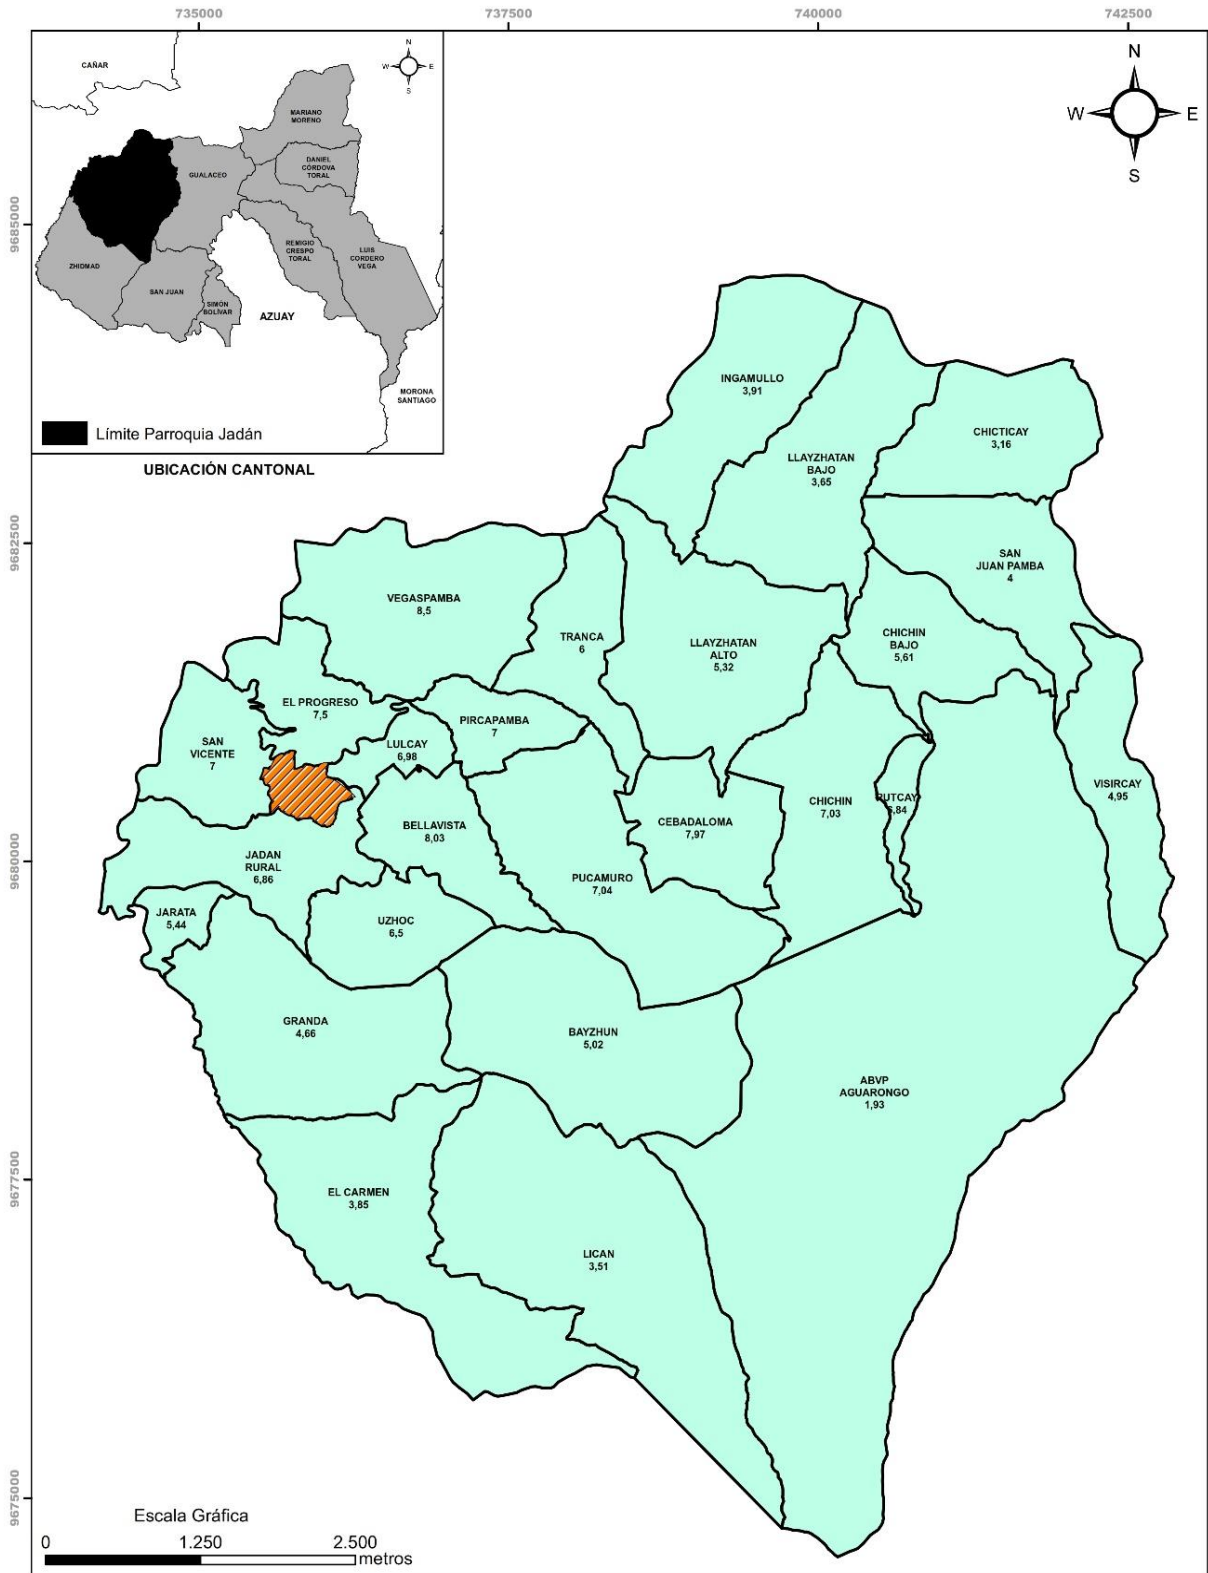 735000
737500
740000
742500
9685000
9682500
9680000
9677500
9675000
CAÑAR
N
W
E
S
MARIANO
MORENO
DANIEL
CÓRDOVA
TORAL
GUALACEO
REMIGIO
CRESPO
TORAL
LUIS
CORDERO
VEGA
ZHIDMAD
SAN JUAN
SIMÓN
BOLÍVAR
AZUAY
MORONA
SANTIAGO
Límite Parroquia Jadán
UBICACIÓN CANTONAL
N
W
E
S
INGAMULLO
3,91
LLAYZHATAN
BAJO
3,65
CHICTICAY
3,16
SAN
JUAN PAMBA
4
VEGASPAMBA
8,5
TRANCA
6
LLAYZHATAN
ALTO
5,32
CHICHIN
BAJO
5,61
EL PROGRESO
7,5
PIRCAPAMBA
7
SAN
VICENTE
7
LULCAY
6,98
VISIRCAY
4,95
CHICHIN
7,03
PUTCAY
6,84
BELLAVISTA
8,03
CEBADALOMA
7,97
JADAN
RURAL
6,86
PUCAMURO
7,04
JARATA
5,44
UZHOC
6,5
GRANDA
4,66
BAYZHUN
5,02
ABVP
AGUARONGO
1,93
EL CARMEN
3,85
LICAN
3,51
Escala Gráfica
0
1.250
2.500
metros